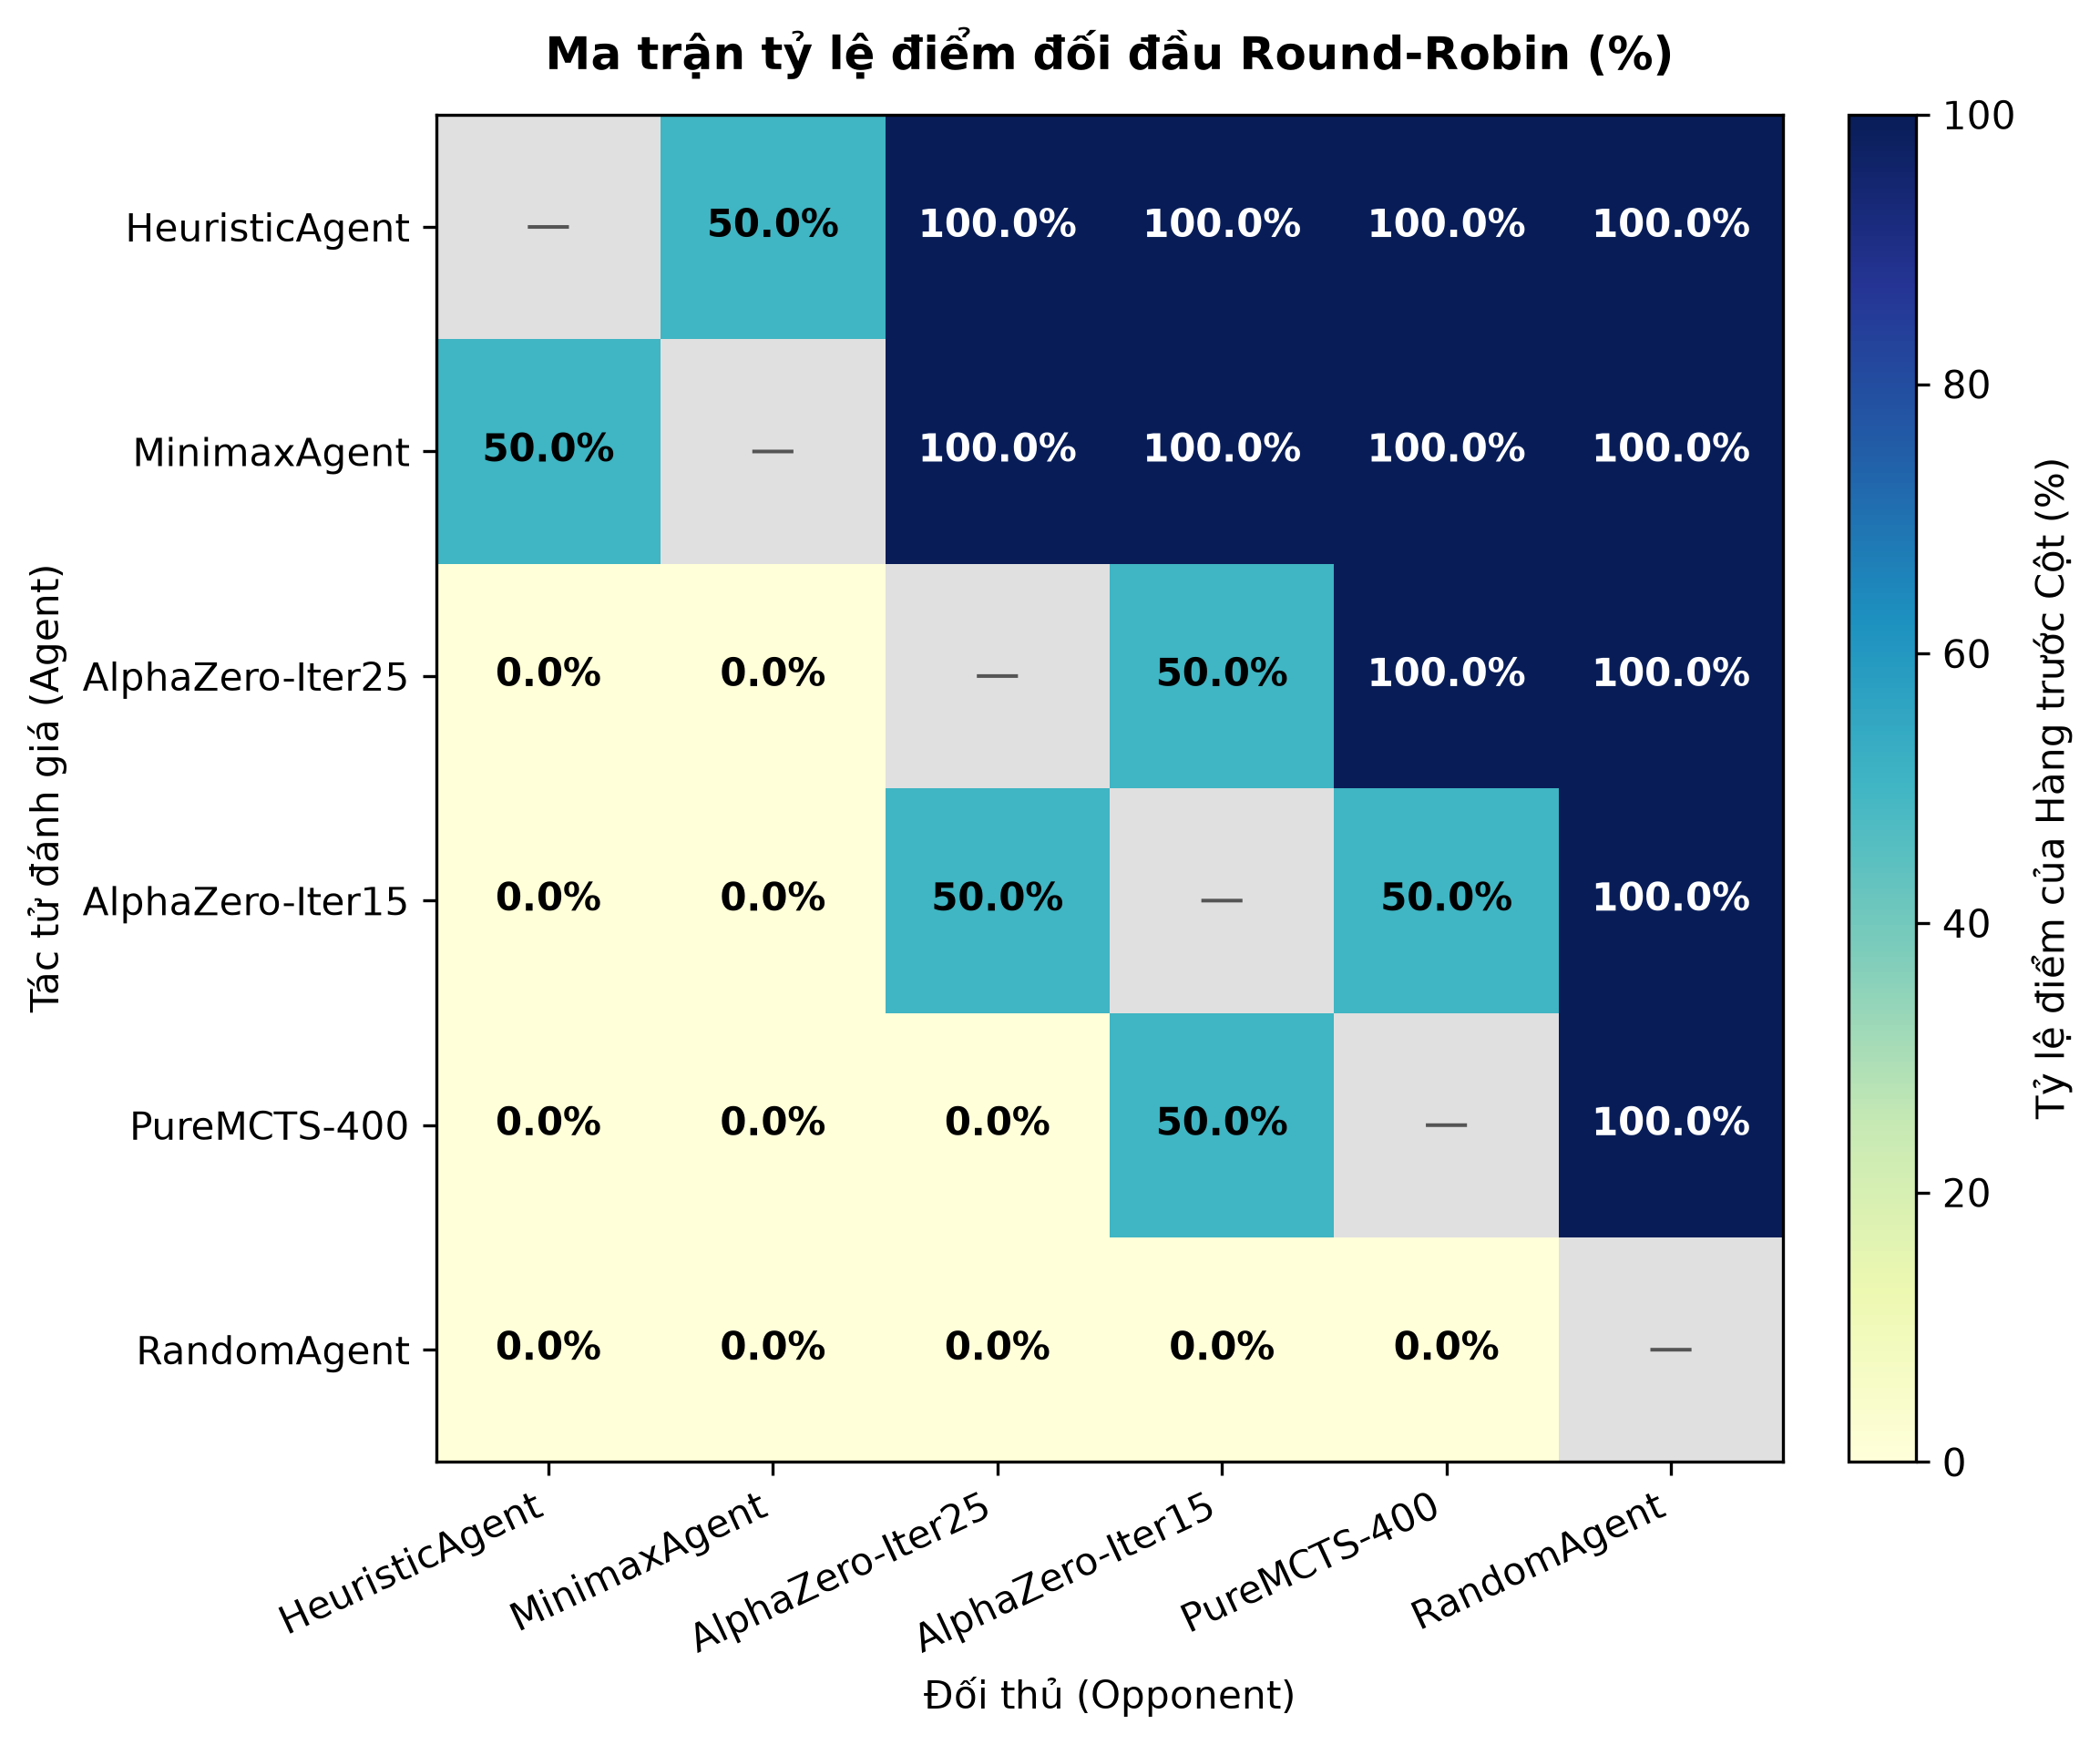 Ma trận tỷ lệ điểm đối đầu Round-Robin (%)
Tác tử đánh giá (Agent)
HeuristicAgent — 50.0% 100.0% 100.0% 100.0% 100.0%
MinimaxAgent 50.0% — 100.0% 100.0% 100.0% 100.0%
AlphaZero-Iter25 0.0% 0.0% — 50.0% 100.0% 100.0%
AlphaZero-Iter15 0.0% 0.0% 50.0% — 50.0% 100.0%
PureMCTS-400 0.0% 0.0% 0.0% 50.0% — 100.0%
RandomAgent 0.0% 0.0% 0.0% 0.0% 0.0% —
HeuristicAgent MinimaxAgent AlphaZero-Iter25 AlphaZero-Iter15 PureMCTS-400 RandomAgent
Đối thủ (Opponent)
100
80
60
40
20
0
Tỷ lệ điểm của Hàng trước Cột (%)